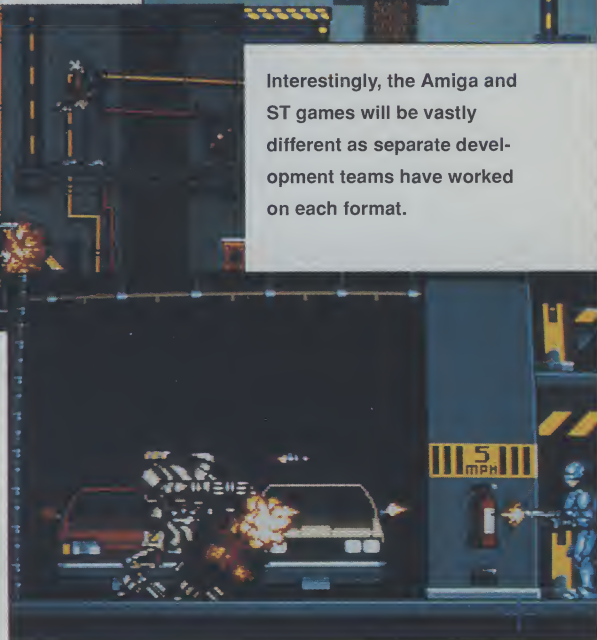 Interestingly, the Amiga and
ST games will be vastly
different as separate devel-
opment teams have worked
on each format.
5
MPH